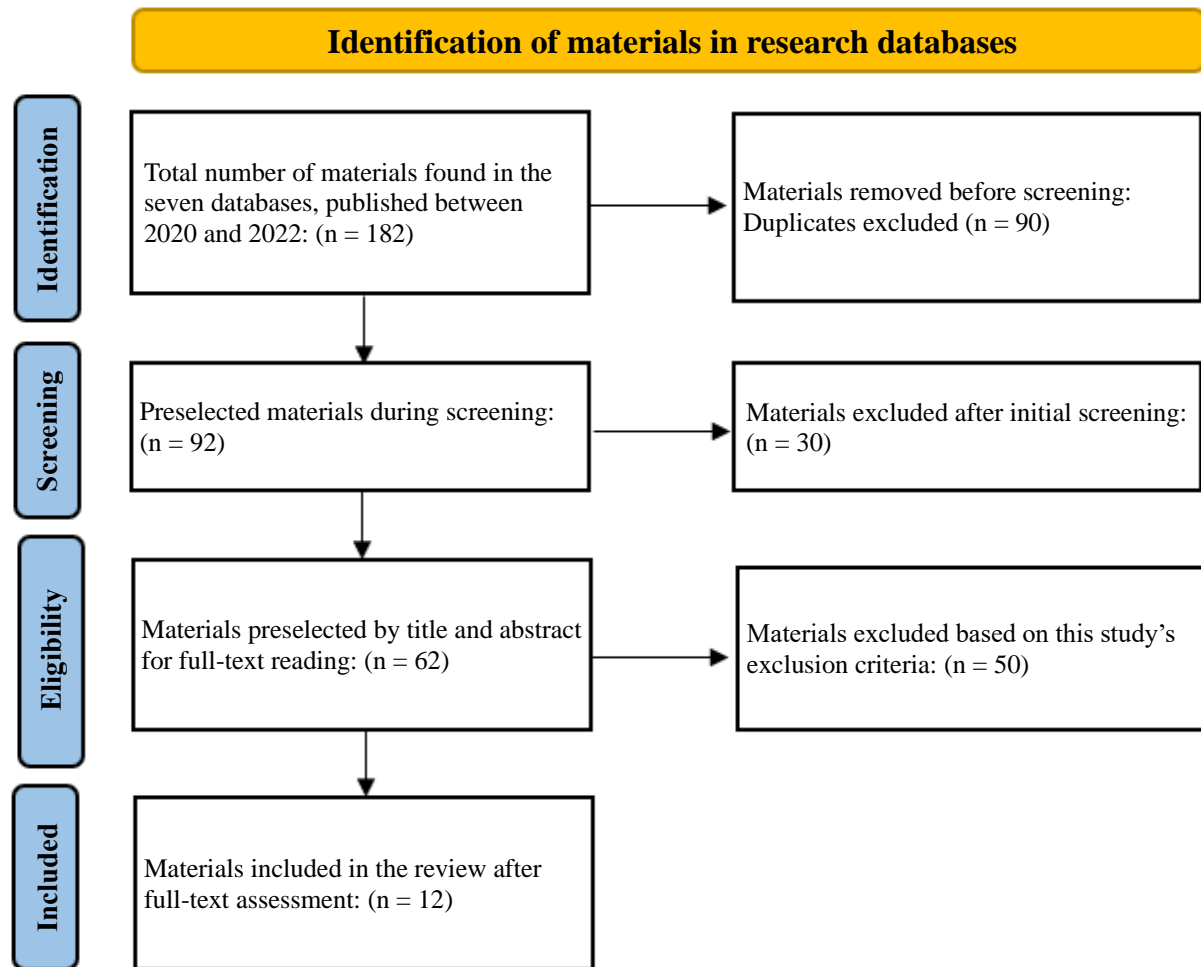 Identification of materials in research databases
Identification
Total number of materials found in the
seven databases, published between
2020 and 2022: (n = 182)
Materials removed before screening:
Duplicates excluded (n = 90)
Screening
Preselected materials during screening:
(n = 92)
Materials excluded after initial screening:
(n = 30)
Eligibility
Materials preselected by title and abstract
for full-text reading: (n = 62)
Materials excluded based on this study’s
exclusion criteria: (n = 50)
Included
Materials included in the review after
full-text assessment: (n = 12)